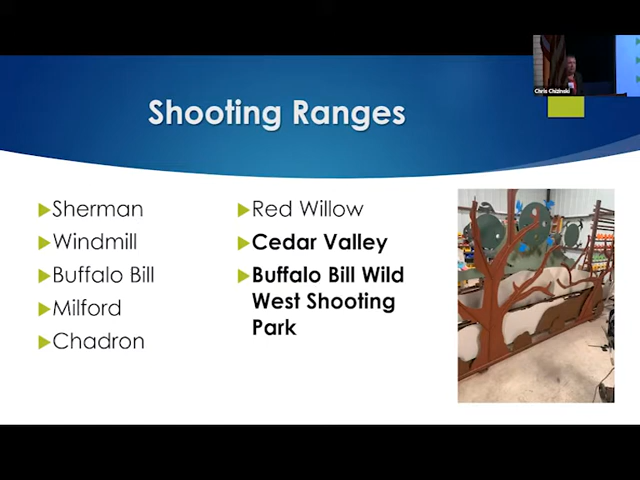 Chris Chizinski
Shooting Ranges
Sherman
Windmill
Buffalo Bill
Milford
Chadron
Red Willow
Cedar Valley
Buffalo Bill Wild
West Shooting
Park